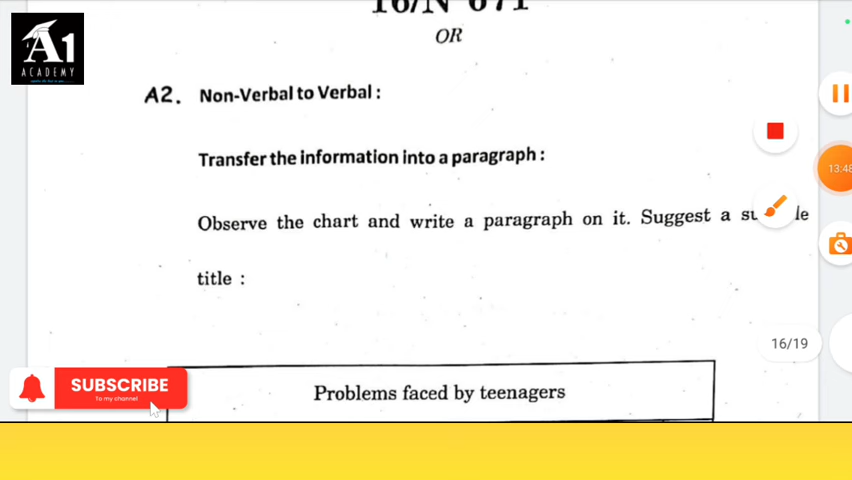 A1
ACADEMY
OR
A2. Non-Verbal to Verbal :
Transfer the information into a paragraph :
13:48
Observe the chart and write a paragraph on it. Suggest a
title :
16/19
SUBSCRIBE
To my channel
Problems faced by teenagers